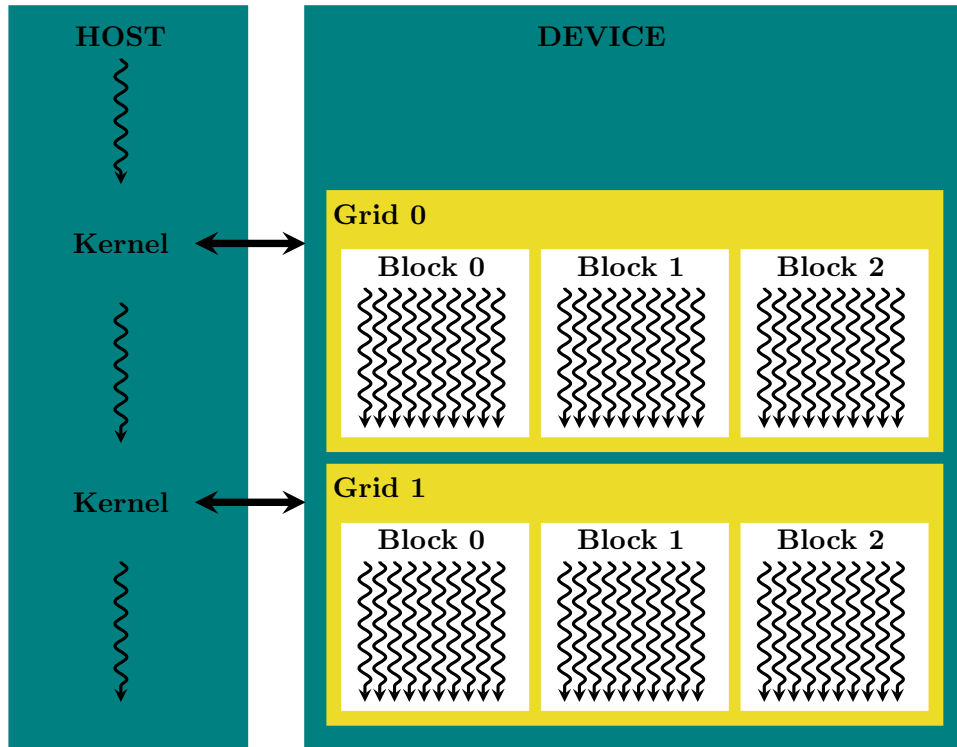 HOST
DEVICE
Grid 0
Kernel
Block 0
Block 1
Block 2
Grid 1
Kernel
Block 0
Block 1
Block 2